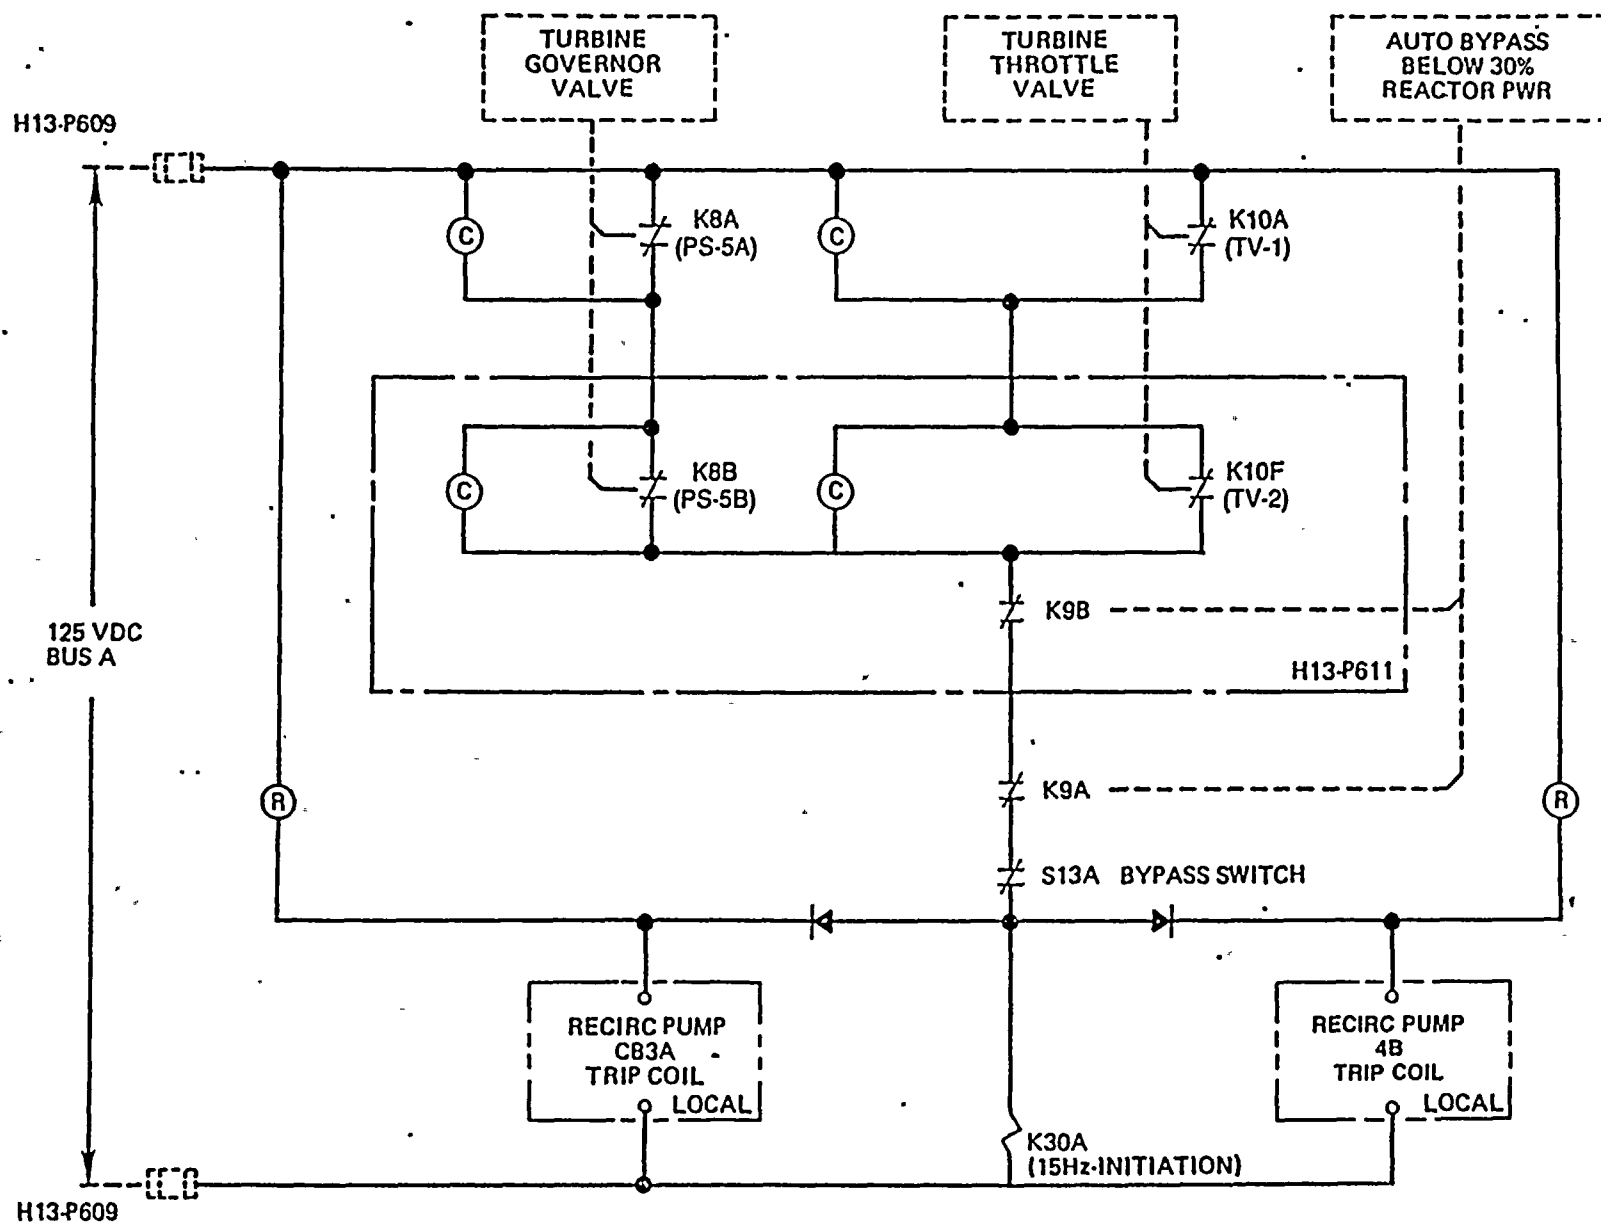 TURBINE
GOVERNOR
VALVE
TURBINE
THROTTLE
VALVE
AUTO BYPASS
BELOW 30%
REACTOR PWR
H13-P609
C
K8A
(PS-5A)
C
K10A
(TV-1)
C
K8B
(PS-5B)
C
K10F
(TV-2)
K9B
125 VDC
BUS A
H13-P611
R
K9A
R
S13A BYPASS SWITCH
RECIRC PUMP
CB3A
TRIP COIL
LOCAL
RECIRC PUMP
4B
TRIP COIL
LOCAL
K30A
(15Hz-INITIATION)
H13-P609